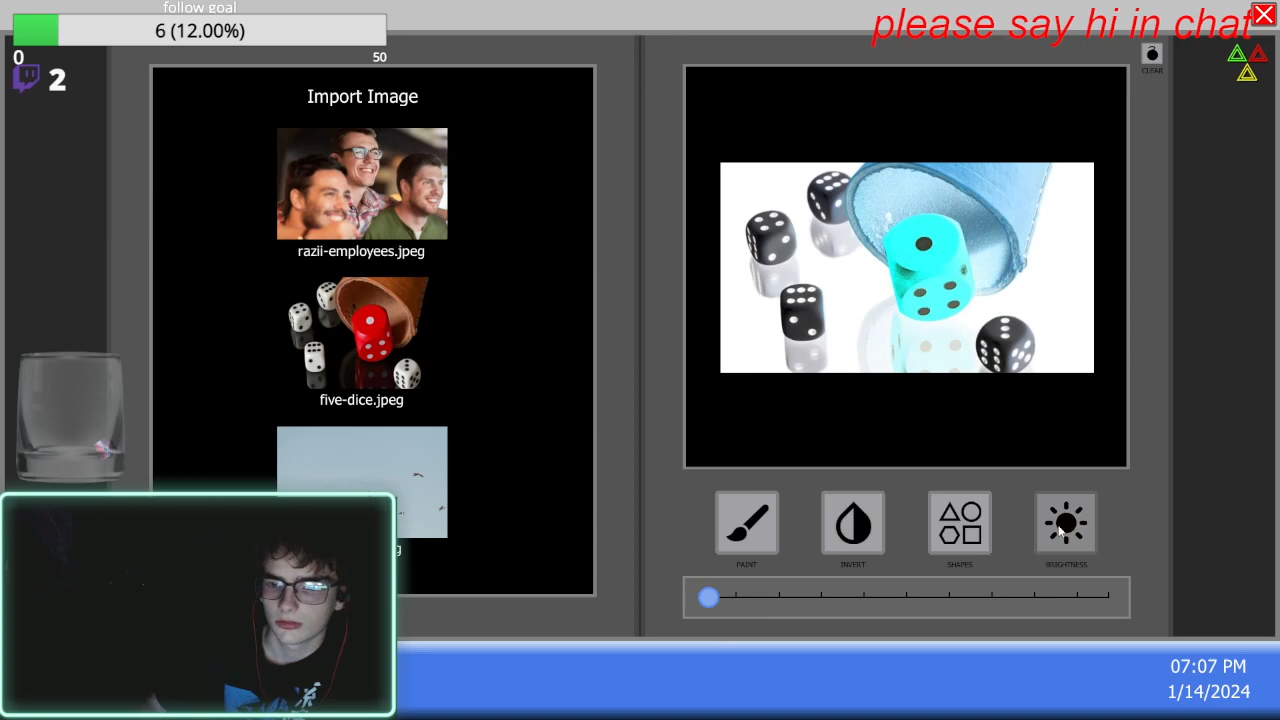 follow goal
6 (12.00%)
please say hi in chat
0
50
2
CLEAR
Import Image
razii-employees.jpeg
five-dice.jpeg
g
PAINT
INVERT
SHAPES
BRIGHTNESS
07:07 PM
1/14/2024